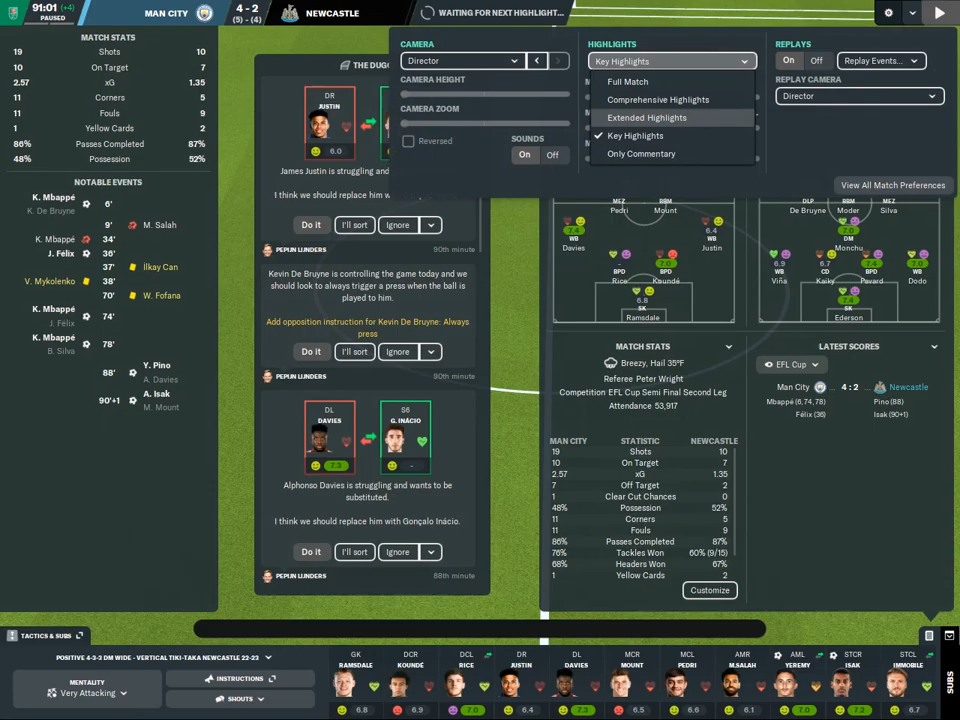 91:01 (+4)
PAUSED
MAN CITY
4 - 2
(5) - (4)
NEWCASTLE
WAITING FOR NEXT HIGHLIGHT...
MATCH STATS
19 Shots 10
10 On Target 7
2.57 xG 1.35
11 Corners 5
11 Fouls 9
1 Yellow Cards 2
86% Passes Completed 87%
48% Possession 52%
NOTABLE EVENTS
K. Mbappé 6'
K. De Bruyne
9' M. Salah
K. Mbappé 34'
J. Félix 36'
37' İlkay Can
V. Mykolenko 38'
70' W. Fofana
K. Mbappé 74'
J. Félix
K. Mbappé 78'
B. Silva
88' Y. Pino
A. Davies
90'+1 A. Isak
M. Mount
THE DUGO
DR
JUSTIN
6.0
James Justin is struggling and
I think we should replace him with
Do it I'll sort Ignore
PEPIJN LIJNDERS 90th minute
Kevin De Bruyne is controlling the game today and we
should look to always trigger a press when the ball is
played to him.
Add opposition instruction for Kevin De Bruyne: Always
press
Do it I'll sort Ignore
PEPIJN LIJNDERS 90th minute
DL
DAVIES
7.3
S6
G. INÁCIO
-
Alphonso Davies is struggling and wants to be
substituted.
I think we should replace him with Gonçalo Inácio.
Do it I'll sort Ignore
PEPIJN LIJNDERS 88th minute
CAMERA
Director
CAMERA HEIGHT
CAMERA ZOOM
Reversed
SOUNDS
On Off
HIGHLIGHTS
Key Highlights
Full Match
Comprehensive Highlights
Extended Highlights
Key Highlights
Only Commentary
REPLAYS
On Off Replay Events...
REPLAY CAMERA
Director
View All Match Preferences
MEZ BBM
Pedri Mount
7.4 6.4
WB WB
Davies Justin
- 7.0
BPD BPD
Rice Koundé
6.8
SK
Ramsdale
DLP BBM MEZ
De Bruyne Moder Silva
7.0
DM
Monchu
6.9 6.7 7.4 7.0
WB CD BPD WB
Viña Kaiky Pavard Dodo
7.4
SK
Ederson
MATCH STATS
Breezy, Hail 35°F
Referee Peter Wright
Competition EFL Cup Semi Final Second Leg
Attendance 53,917
MAN CITY STATISTIC NEWCASTLE
19 Shots 10
10 On Target 7
2.57 xG 1.35
7 Off Target 2
1 Clear Cut Chances 0
48% Possession 52%
11 Corners 5
11 Fouls 9
86% Passes Completed 87%
76% Tackles Won 60% (9/15)
68% Headers Won 67%
1 Yellow Cards 2
Customize
LATEST SCORES
EFL Cup
Man City 4 : 2 Newcastle
Mbappé (6,74,78) Pino (88)
Félix (36) Isak (90+1)
TACTICS & SUBS
POSITIVE 4-3-3 DM WIDE - VERTICAL TIKI-TAKA NEWCASTLE 22-23
MENTALITY
Very Attacking
INSTRUCTIONS
SHOUTS
GK DCR DCL DR DL MCR MCL AMR AML STCR STCL
RAMSDALE KOUNDÉ RICE JUSTIN DAVIES MOUNT PEDRI M.SALAH YEREMY ISAK IMMOBILE
6.8 6.9 7.0 6.4 7.3 6.5 6.6 6.1 7.0 7.2 6.7
SUBS